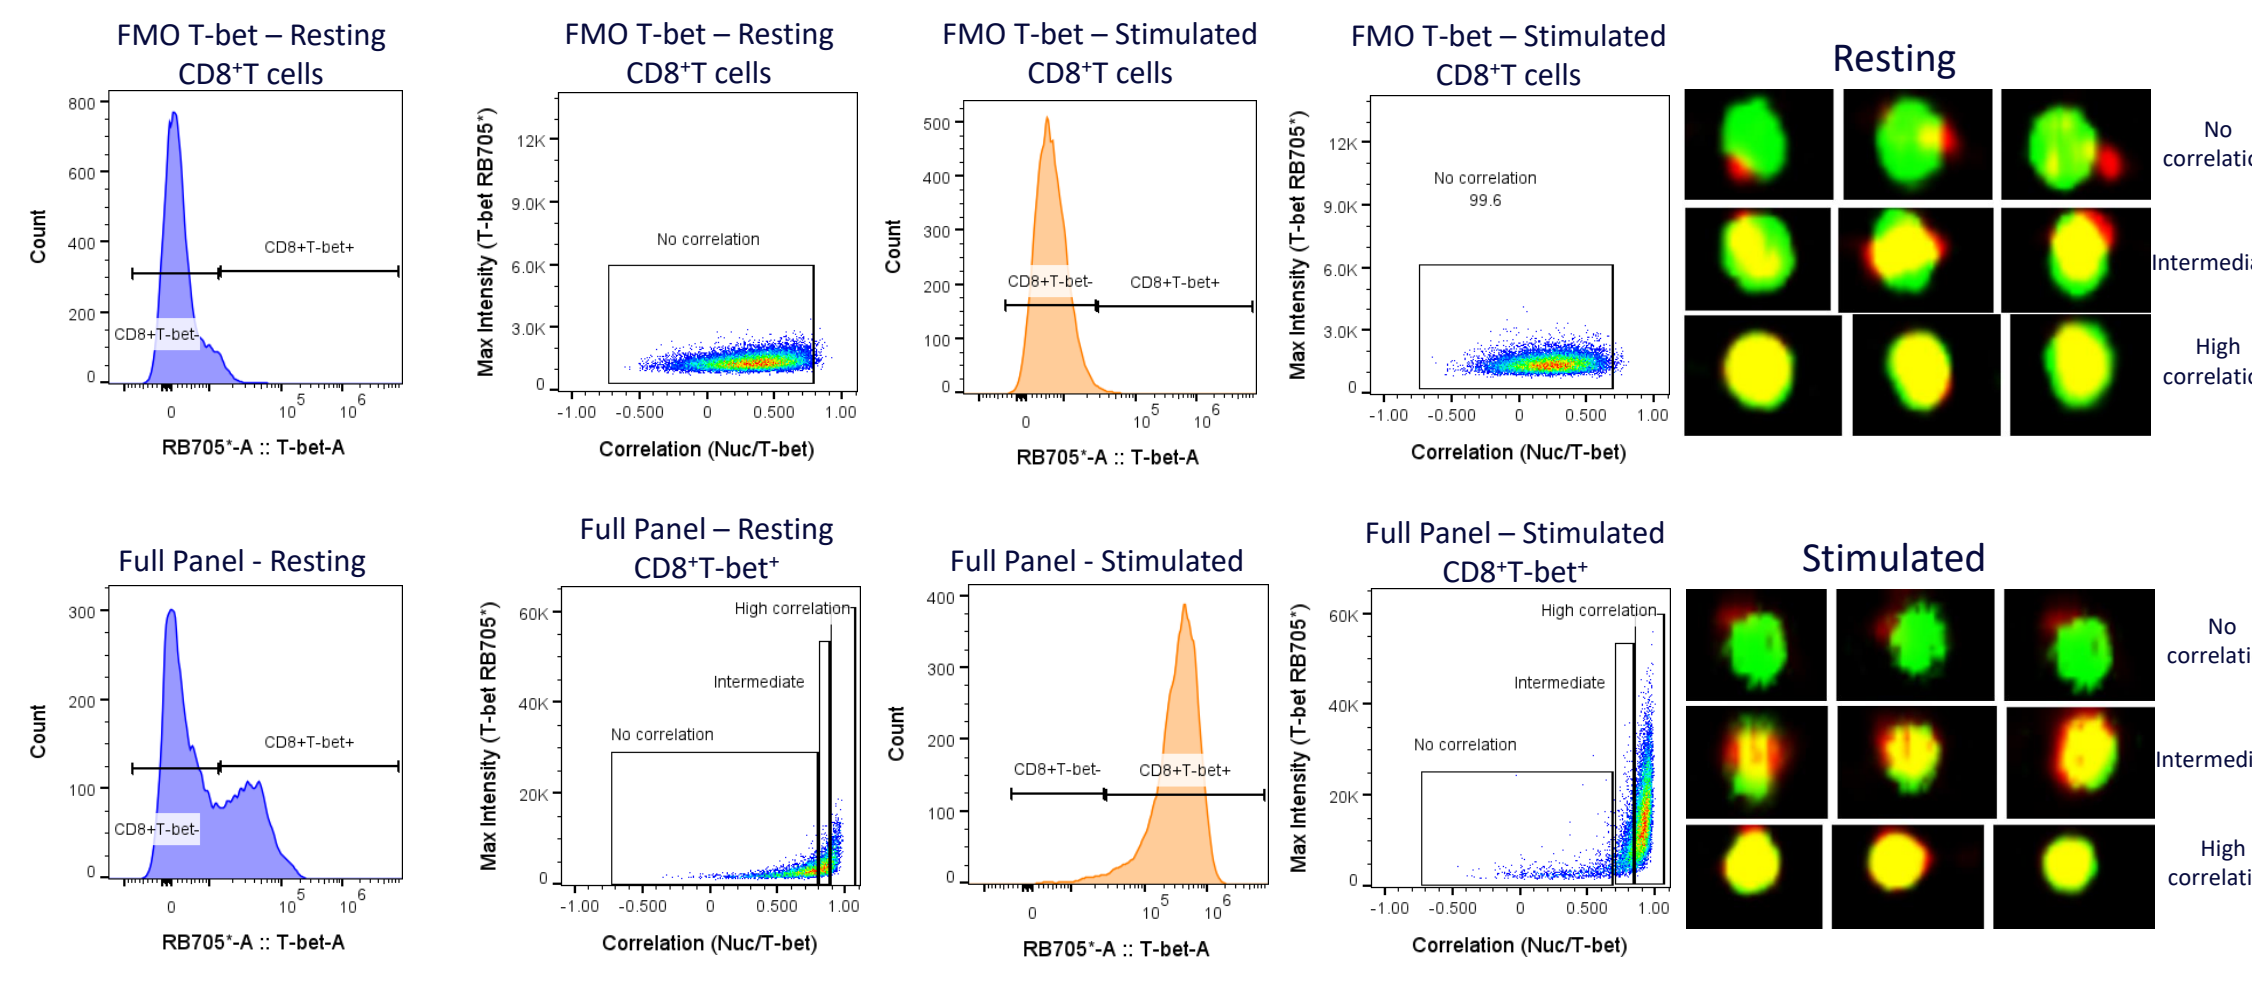 FMO T-bet – Resting
CD8+T cells
800
600
400
200
0
Count
CD8+T-bet+
CD8+T-bet-
0
10^5
10^6
RB705*-A :: T-bet-A
FMO T-bet – Resting
CD8+T cells
Max Intensity (T-bet RB705*)
12K
9.0K
6.0K
3.0K
0
No correlation
-1.00
-0.500
0
0.500
1.00
Correlation (Nuc/T-bet)
FMO T-bet – Stimulated
CD8+T cells
500
400
300
200
100
0
Count
CD8+T-bet-
CD8+T-bet+
0
10^5
10^6
RB705*-A :: T-bet-A
FMO T-bet – Stimulated
CD8+T cells
Max Intensity (T-bet RB705*)
12K
9.0K
6.0K
3.0K
0
No correlation
99.6
-1.00
-0.500
0
0.500
1.00
Correlation (Nuc/T-bet)
Resting
No
correlatio
Intermedia
High
correlatio
Full Panel - Resting
300
200
100
0
Count
CD8+T-bet+
CD8+T-bet-
0
10^5
10^6
RB705*-A :: T-bet-A
Full Panel – Resting
CD8+T-bet+
Max Intensity (T-bet RB705*)
60K
40K
20K
0
High correlation
Intermediate
No correlation
-1.00
-0.500
0
0.500
1.00
Correlation (Nuc/T-bet)
Full Panel - Stimulated
400
300
200
100
0
Count
CD8+T-bet-
CD8+T-bet+
0
10^5
10^6
RB705*-A :: T-bet-A
Full Panel – Stimulated
CD8+T-bet+
Max Intensity (T-bet RB705*)
60K
40K
20K
0
High correlation
Intermediate
No correlation
-1.00
-0.500
0
0.500
1.00
Correlation (Nuc/T-bet)
Stimulated
No
correlati
Intermedi
High
correlati